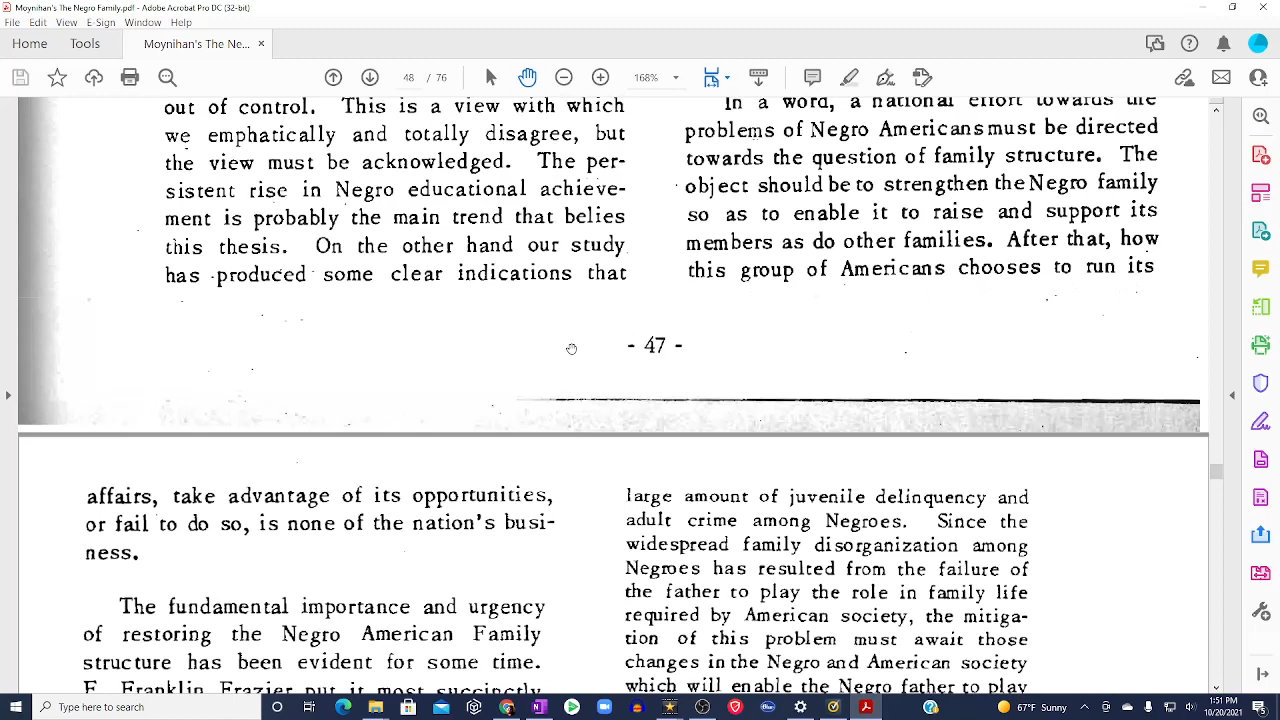 Moynihan's The Negro Family.pdf - Adobe Acrobat Pro DC (32-bit)
File Edit View E-Sign Window Help
Home Tools Moynihan's The Ne... ×
48 / 76 168%
out of control. This is a view with which
we emphatically and totally disagree, but
the view must be acknowledged. The per-
sistent rise in Negro educational achieve-
ment is probably the main trend that belies
this thesis. On the other hand our study
has produced some clear indications that
In a word, a national effort towards the
problems of Negro Americans must be directed
towards the question of family structure. The
object should be to strengthen the Negro family
so as to enable it to raise and support its
members as do other families. After that, how
this group of Americans chooses to run its
- 47 -
affairs, take advantage of its opportunities,
or fail to do so, is none of the nation's busi-
ness.
The fundamental importance and urgency
of restoring the Negro American Family
structure has been evident for some time.
E. Franklin Frazier put it most succinctly
large amount of juvenile delinquency and
adult crime among Negroes. Since the
widespread family disorganization among
Negroes has resulted from the failure of
the father to play the role in family life
required by American society, the mitiga-
tion of this problem must await those
changes in the Negro and American society
which will enable the Negro father to play
Type here to search
67°F Sunny
1:51 PM
10/20/2021